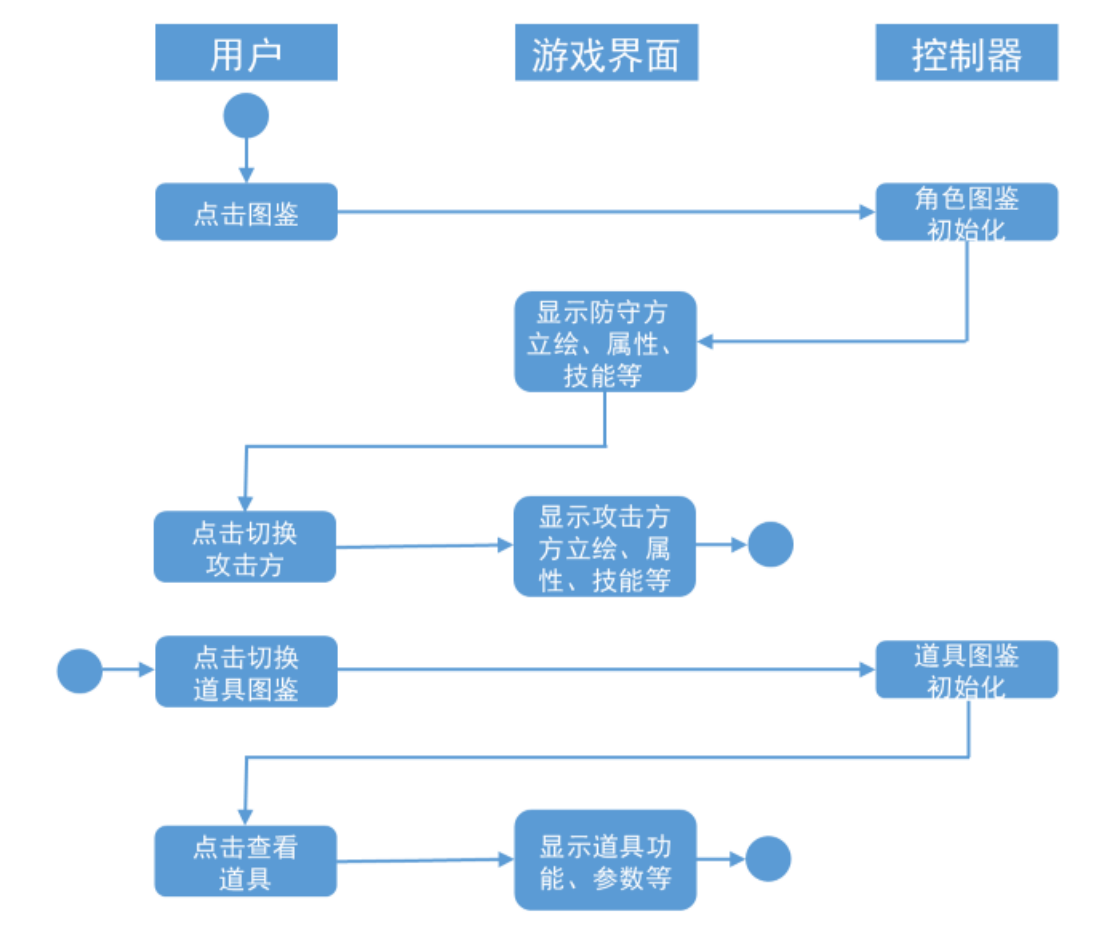 用户
游戏界面
控制器
点击图鉴
角色图鉴
初始化
显示防守方
立绘、属性、
技能等
点击切换
攻击方
显示攻击方
方立绘、属
性、技能等
点击切换
道具图鉴
道具图鉴
初始化
点击查看
道具
显示道具功
能、参数等